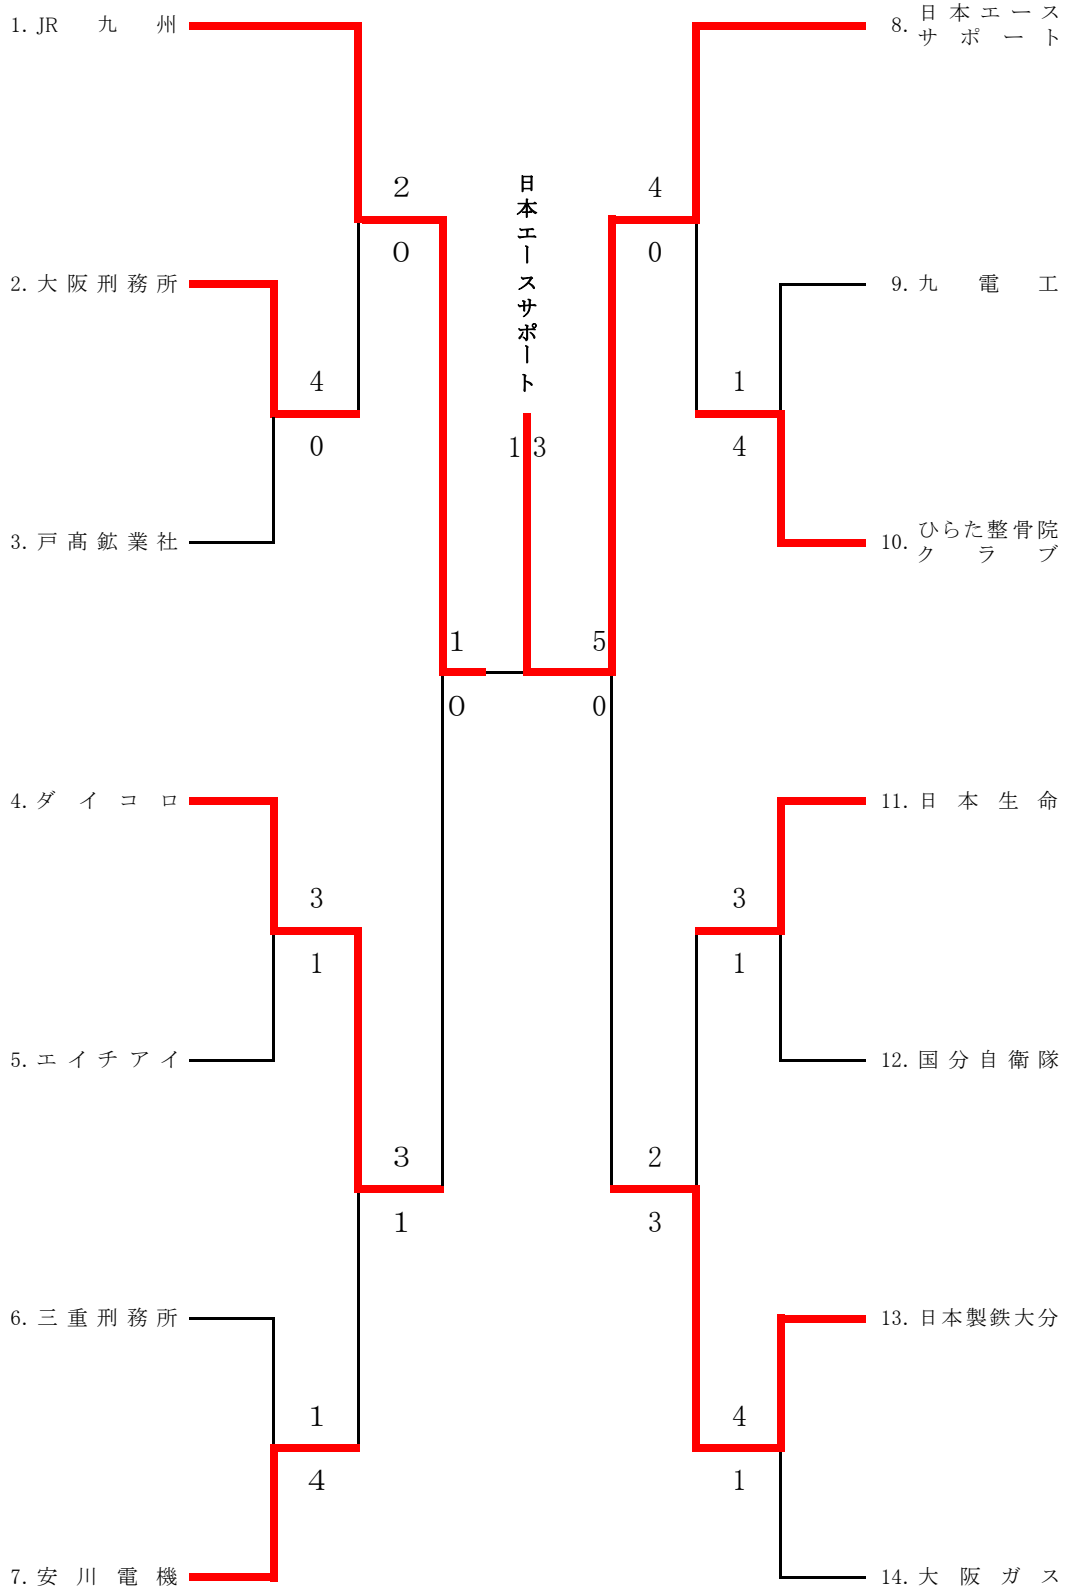 1. JR 九 州
2. 大阪刑務所
3. 戸髙鉱業社
4. ダイコロ
5. エイチアイ
6. 三重刑務所
7. 安川電機
4
0
3
1
1
4
2
0
3
1
1
0
日本エースサポート
1 3
5
0
4
0
2
3
1
4
3
1
4
1
8. 日本エース
サポート
9. 九電工
10. ひらた整骨院
クラブ
11. 日本生命
12. 国分自衛隊
13. 日本製鉄大分
14. 大阪ガス